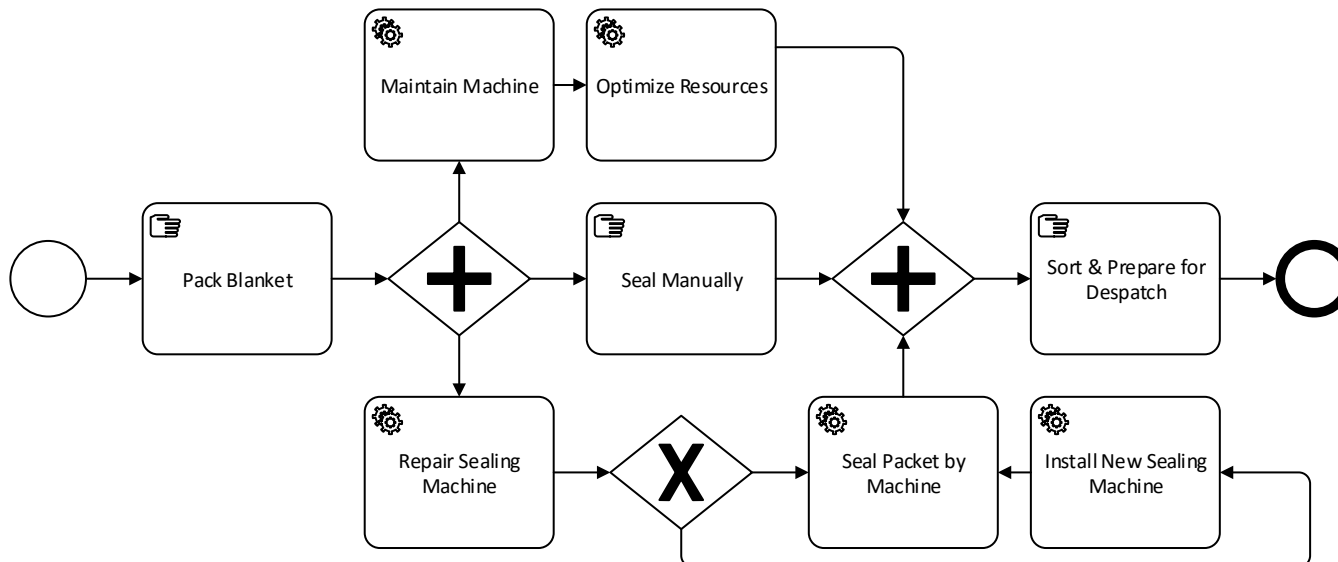 Maintain Machine
Optimize Resources
Pack Blanket
Seal Manually
Sort & Prepare for
Despatch
Repair Sealing
Machine
Seal Packet by
Machine
Install New Sealing
Machine